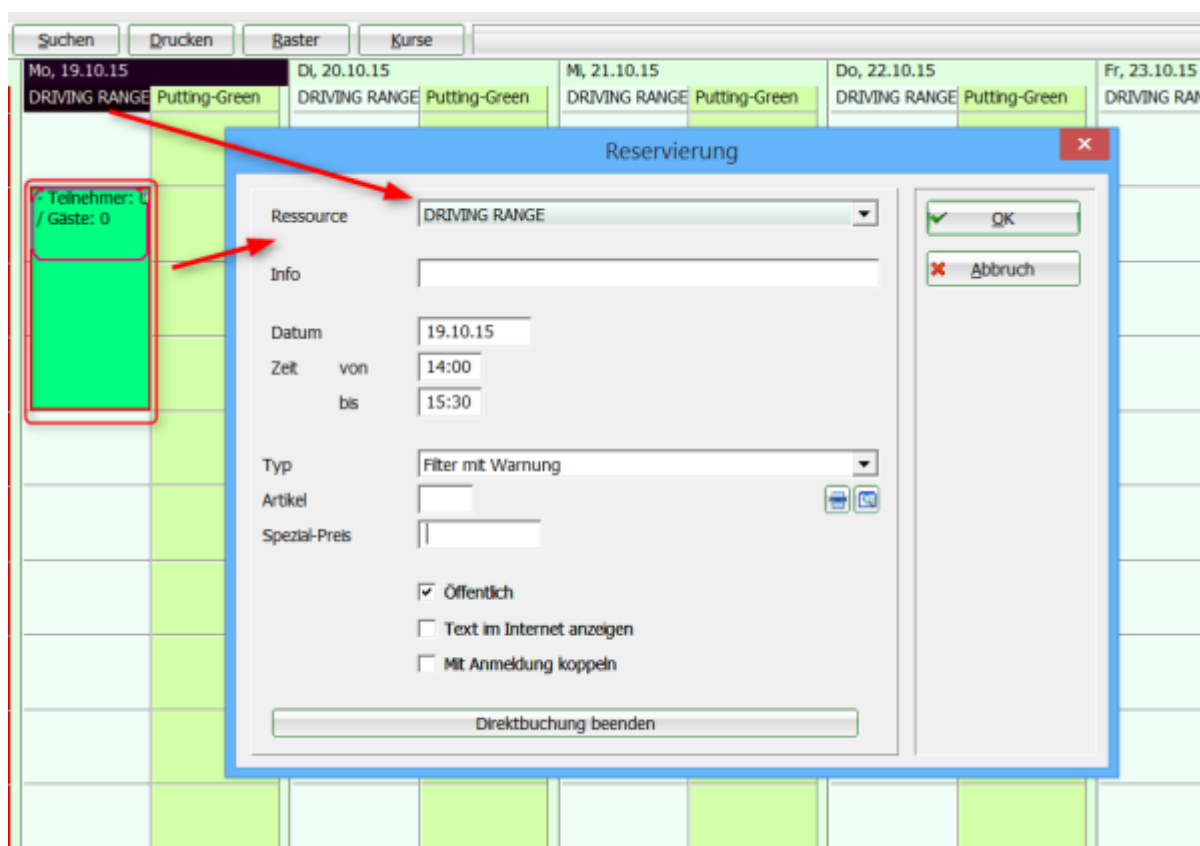 Suchen Drucken Raster Kurse
Mo, 19.10.15 Di, 20.10.15 Mi, 21.10.15 Do, 22.10.15 Fr, 23.10.15
DRIVING RANGE Putting-Green DRIVING RANGE Putting-Green DRIVING RANGE Putting-Green DRIVING RANGE Putting-Green DRIVING RAN
- Teilnehmer: 0
/ Gäste: 0
Reservierung
Ressource DRIVING RANGE
OK
Info
Abbruch
Datum 19.10.15
Zeit von 14:00
bis 15:30
Typ Filter mit Warnung
Artikel
Spezial-Preis
Öffentlich
Text im Internet anzeigen
Mit Anmeldung koppeln
Direktbuchung beenden